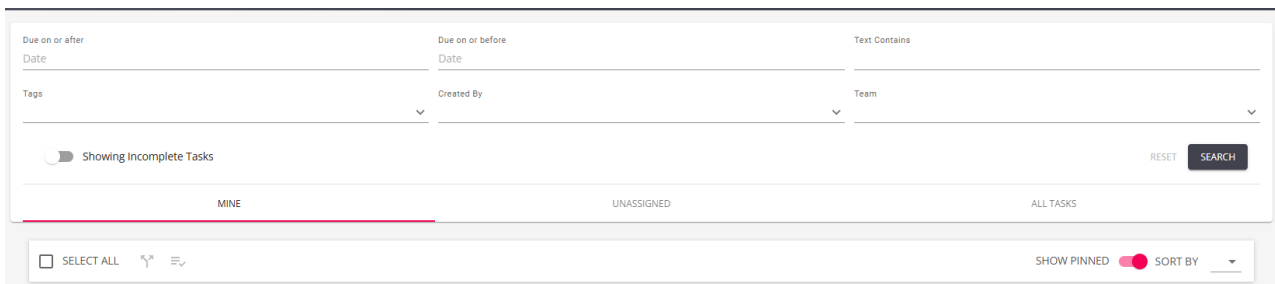 Due on or after
Due on or before
Text Contains
Date
Date
Tags
Created By
Team
Showing Incomplete Tasks
RESET
SEARCH
MINE
UNASSIGNED
ALL TASKS
SELECT ALL
SHOW PINNED
SORT BY